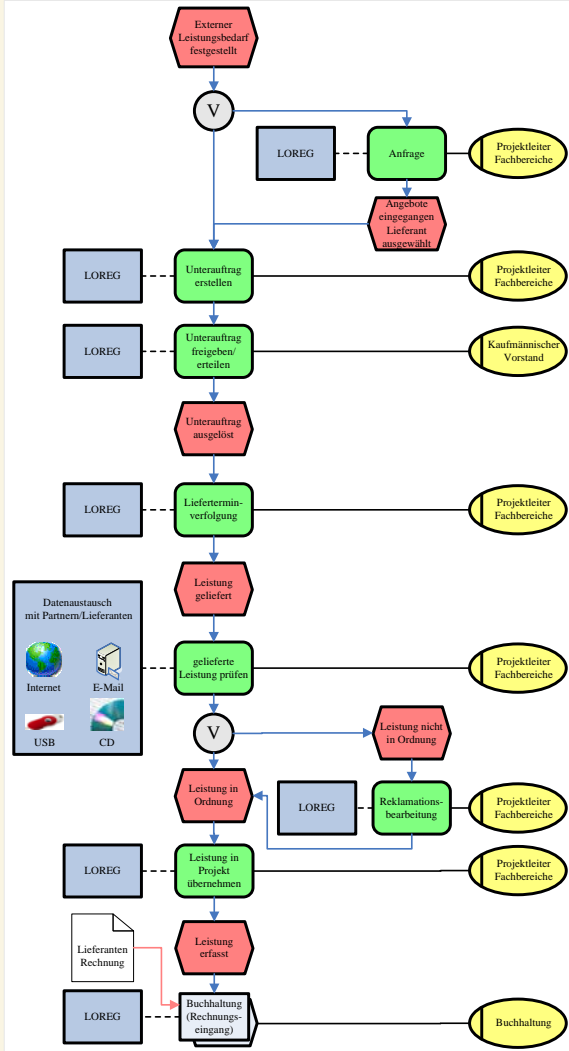 Externer
Leistungsbedarf
festgestellt
V
LOREG
Anfrage
Projektleiter
Fachbereiche
Angebote
eingegangen
Lieferant
ausgewählt
LOREG
Unterauftrag
erstellen
Projektleiter
Fachbereiche
LOREG
Unterauftrag
freigeben/
erteilen
Kaufmännischer
Vorstand
Unterauftrag
ausgelöst
LOREG
Liefertermin-
verfolgung
Projektleiter
Fachbereiche
Leistung
geliefert
Datenaustausch
mit Partnern/Lieferanten
Internet
E-Mail
USB
CD
gelieferte
Leistung prüfen
Projektleiter
Fachbereiche
V
Leistung nicht
in Ordnung
Leistung in
Ordnung
LOREG
Reklamations-
bearbeitung
Projektleiter
Fachbereiche
LOREG
Leistung in
Projekt
übernehmen
Projektleiter
Fachbereiche
Leistung
erfasst
Lieferanten
Rechnung
LOREG
Buchhaltung
(Rechnungs-
eingang)
Buchhaltung